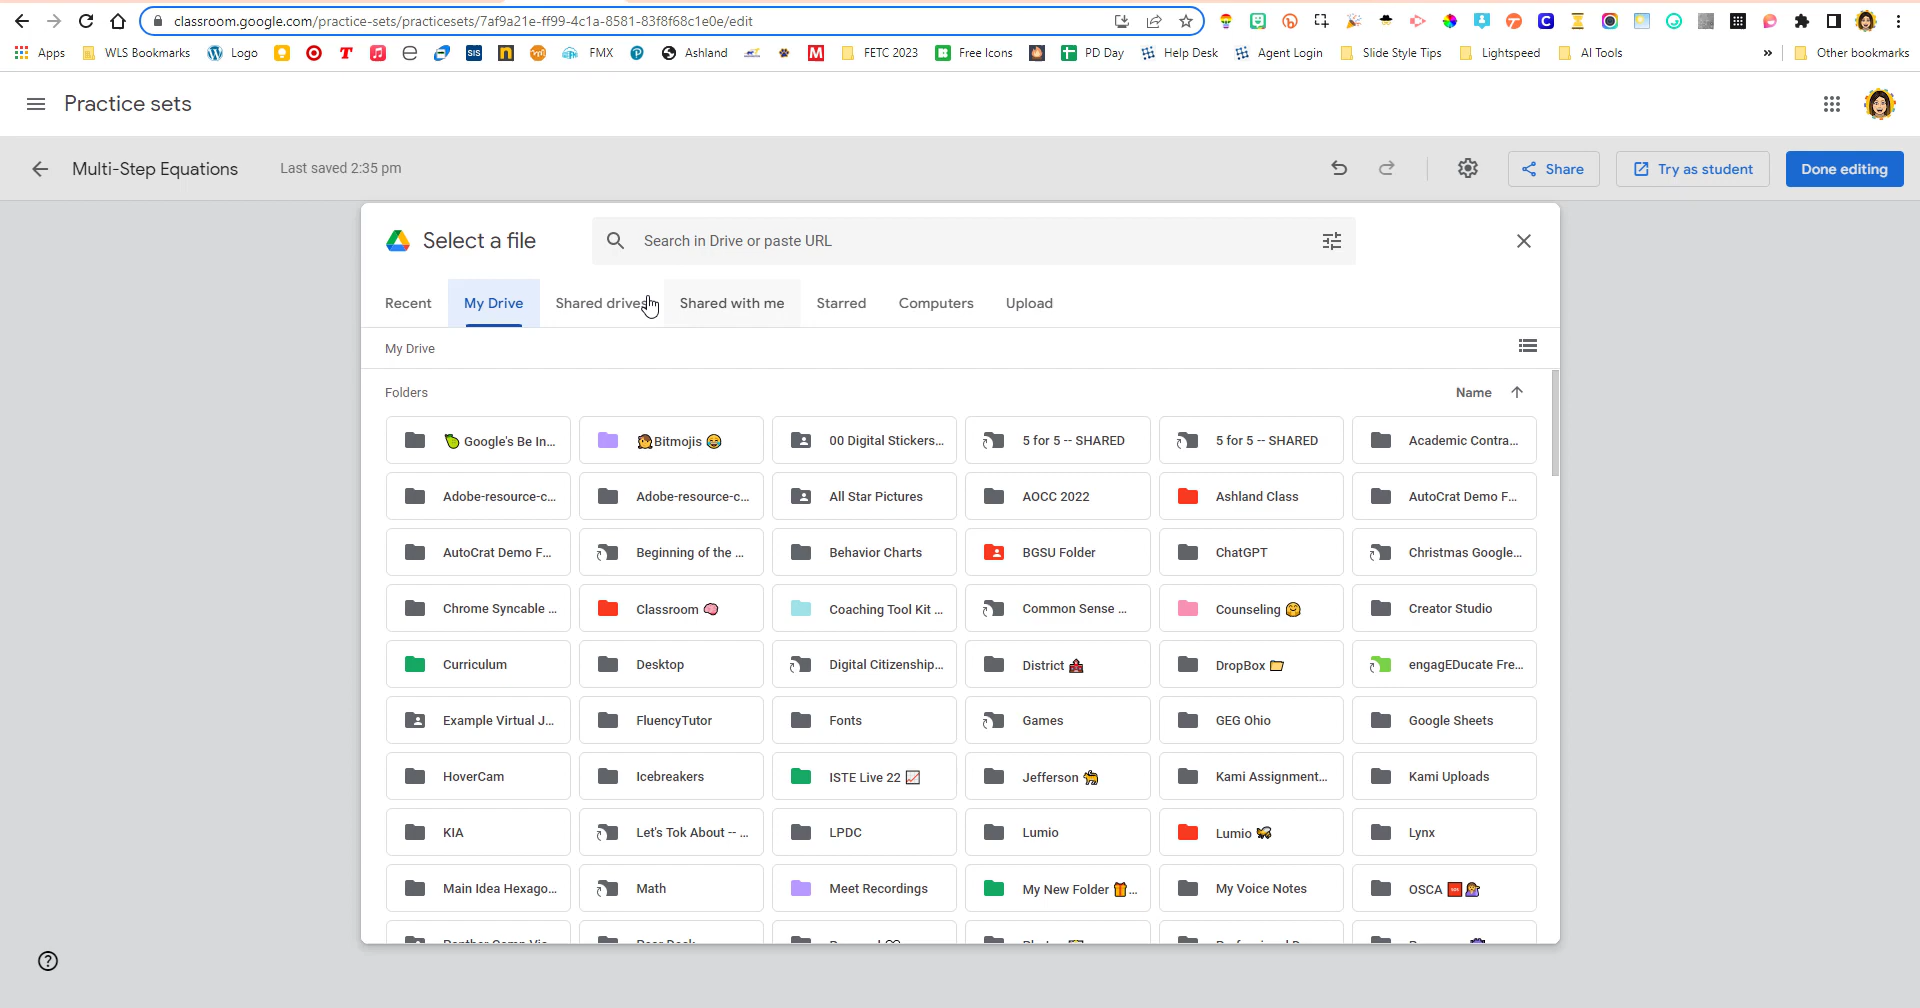 classroom.google.com/practice-sets/practicesets/7af9a21e-ff99-4c1a-8581-83f8f68c1e0e/edit
Apps WLS Bookmarks Logo SIS FMX Ashland FETC 2023 Free Icons PD Day Help Desk Agent Login Slide Style Tips Lightspeed AI Tools » Other bookmarks
Practice sets
Multi-Step Equations Last saved 2:35 pm Share Try as student Done editing
Select a file Search in Drive or paste URL
Recent My Drive Shared drives Shared with me Starred Computers Upload
My Drive
Folders Name
Google's Be In... Bitmojis 00 Digital Stickers... 5 for 5 -- SHARED 5 for 5 -- SHARED Academic Contra...
Adobe-resource-c... Adobe-resource-c... All Star Pictures AOCC 2022 Ashland Class AutoCrat Demo F...
AutoCrat Demo F... Beginning of the ... Behavior Charts BGSU Folder ChatGPT Christmas Google...
Chrome Syncable ... Classroom Coaching Tool Kit ... Common Sense ... Counseling Creator Studio
Curriculum Desktop Digital Citizenship... District DropBox engagEDucate Fre...
Example Virtual J... FluencyTutor Fonts Games GEG Ohio Google Sheets
HoverCam Icebreakers ISTE Live 22 Jefferson Kami Assignment... Kami Uploads
KIA Let's Tok About -- ... LPDC Lumio Lumio Lynx
Main Idea Hexago... Math Meet Recordings My New Folder ... My Voice Notes OSCA